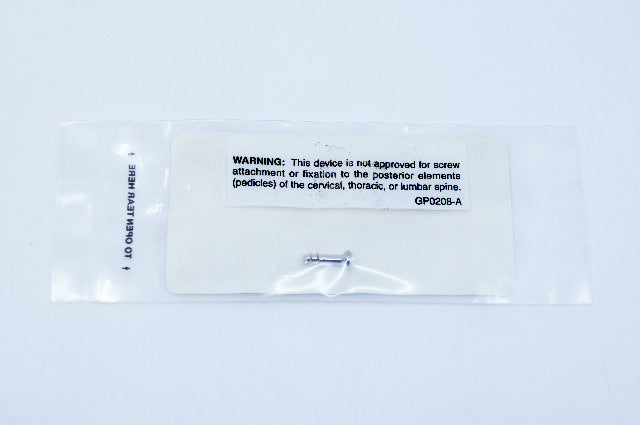 WARNING: This device is not approved for screw
attachment or fixation to the posterior elements
(pedicles) of the cervical, thoracic, or lumbar spine.
GP0208-A
↑ TO OPEN TEAR HERE ↑